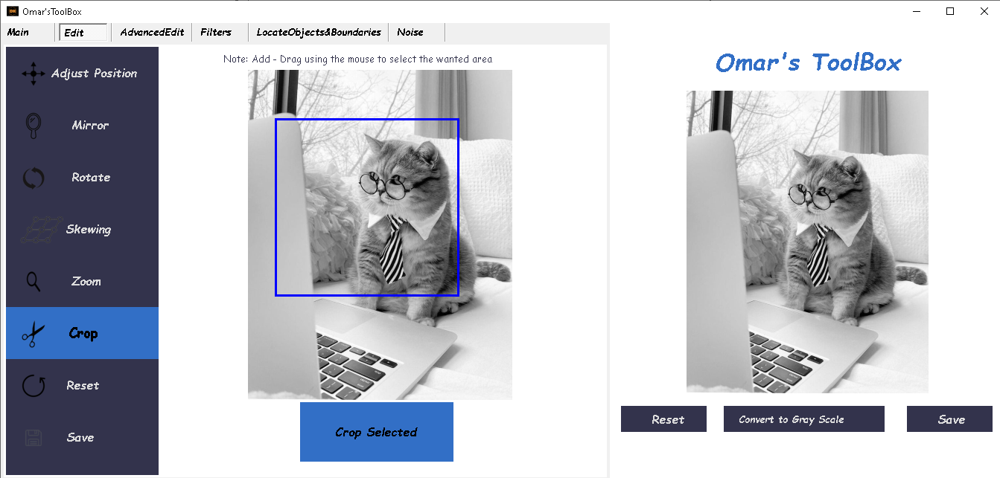 Omar'sToolBox
Main
Edit
AdvancedEdit
Filters
LocateObjects&Boundaries
Noise
Adjust Position
Mirror
Rotate
Skewing
Zoom
Crop
Reset
Save
Note: Add - Drag using the mouse to select the wanted area
Crop Selected
Omar's ToolBox
Reset
Convert to Gray Scale
Save